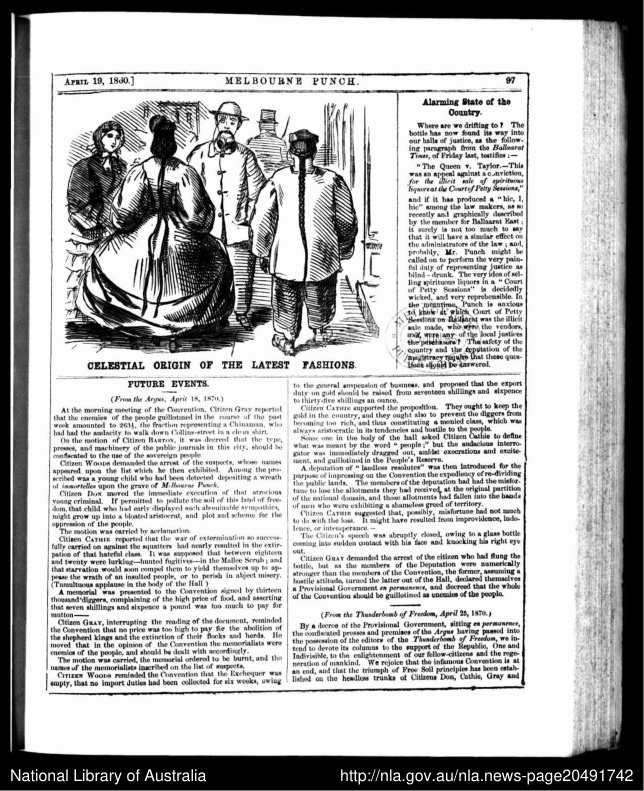 APRIL 19, 1860.]
MELBOURNE PUNCH.
97
CELESTIAL ORIGIN OF THE LATEST FASHIONS.
Alarming State of the
Country.
Where are we drifting to? The
bottle has now found its way into
our halls of justice, as the follow-
ing paragraph from the Ballaarat
Times, of Friday last, testifies:—
"The Queen v. Taylor.—This
was an appeal against a conviction,
for the illicit sale of spirituous
liquors at the Court of Petty Sessions,"
and if it has produced a "hic, I,
hic" among the law makers, as so
recently and graphically described
by the member for Ballaarat East;
it surely is not too much to say
that it will have a similar effect on
the administrators of the law; and,
probably, Mr. Punch might be
called on to perform the very pain-
ful duty of representing justice as
blind—drunk. The very idea of sel-
ling spirituous liquors in a "Court
of Petty Sessions" is decidedly
wicked, and very reprehensible. In
the meantime, Punch is anxious
to know at which Court of Petty
Sessions on Ballaarat was the illicit
sale made, who were the vendors,
and were any of the local justices
the purchasers? The safety of the
country and the reputation of the
magistracy require that these ques-
tions should be answered.
FUTURE EVENTS.
(From the Argus, April 18, 1870.)
At the morning meeting of the Convention, Citizen GRAY reported
that the enemies of the people guillotined in the course of the past
week amounted to 263½, the fraction representing a Chinaman, who
had had the audacity to walk down Collins-street in a clean shirt.
On the motion of Citizen BARTON, it was decreed that the type,
presses, and machinery of the public journals in this city, should be
confiscated to the use of the sovereign people
Citizen WOODS demanded the arrest of the suspects, whose names
appeared upon the list which he then exhibited. Among the pro-
scribed was a young child who had been detected depositing a wreath
of immortelles upon the grave of Melbourne Punch.
Citizen DON moved the immediate execution of that atrocious
young criminal. If permitted to pollute the soil of this land of free-
dom, that child who had early displayed such abominable sympathies,
might grow up into a bloated aristocrat, and plot and scheme for the
oppression of the people.
The motion was carried by acclamation.
Citizen CATHIE reported that the war of extermination so success-
fully carried on against the squatters had nearly resulted in the extir-
pation of that hateful class. It was supposed that between eighteen
and twenty were lurking—hunted fugitives—in the Mallee Scrub; and
that starvation would soon compel them to yield themselves up to ap-
pease the wrath of an insulted people, or to perish in abject misery.
(Tumultuous applause in the body of the Hall)
A memorial was presented to the Convention signed by thirteen
thousand diggers, complaining of the high price of food, and asserting
that seven shillings and sixpence a pound was too much to pay for
mutton——
Citizen GRAY, interrupting the reading of the document, reminded
the Convention that no price was too high to pay for the abolition of
the shepherd kings and the extinction of their flocks and herds. He
moved that in the opinion of the Convention the memorialists were
enemies of the people, and should be dealt with accordingly.
The motion was carried, the memorial ordered to be burnt, and the
names of the memorialists inscribed on the list of suspects.
CITIZEN WOODS reminded the Convention that the Exchequer was
empty, that no import duties had been collected for six weeks, owing
to the general suspension of business, and proposed that the export
duty on gold should be raised from seventeen shillings and sixpence
to thirty-five shillings an ounce.
Citizen CATHIE supported the proposition. They ought to keep the
gold in the country, and they ought also to prevent the diggers from
becoming too rich, and thus constituting a monied class, which was
always aristocratic in its tendencies and hostile to the people.
Some one in the body of the hall asked Citizen Cathie to define
what was meant by the word "people;" but the audacious interro-
gator was immediately dragged out, amidst execrations and excite-
ment, and guillotined in the People's Reserve.
A deputation of "landless resolutes" was then introduced for the
purpose of impressing on the Convention the expediency of re-dividing
the public lands. The members of the deputation had had the misfor-
tune to lose the allotments they had received, at the original partition
of the national domain, and those allotments had fallen into the hands
of men who were exhibiting a shameless greed of territory.
Citizen CATHIE suggested that, possibly, misfortune had not much
to do with the loss. It might have resulted from improvidence, indo-
lence, or intemperance.—
The Citizen's speech was abruptly closed, owing to a glass bottle
coming into sudden contact with his face and knocking his right eye
out.
Citizen GRAY demanded the arrest of the citizen who had flung the
bottle, but as the members of the Deputation were numerically
stronger than the members of the Convention, the former, assuming a
hostile attitude, turned the latter out of the Hall, declared themselves
a Provisional Government en permanence, and decreed that the whole
of the Convention should be guillotined as enemies of the people.
(From the Thunderbomb of Freedom, April 25, 1870.)
By a decree of the Provisional Government, sitting en permanence,
the confiscated presses and premises of the Argus having passed into
the possession of the editors of the Thunderbomb of Freedom, we in-
tend to devote its columns to the support of the Republic, One and
Indivisible, to the enlightenment of our fellow-citizens and the rege-
neration of mankind. We rejoice that the infamous Convention is at
an end, and that the triumph of Free Soil principles has been estab-
lished on the headless trunks of Citizens Don, Cathie, Gray and
National Library of Australia
http://nla.gov.au/nla.news-page20491742